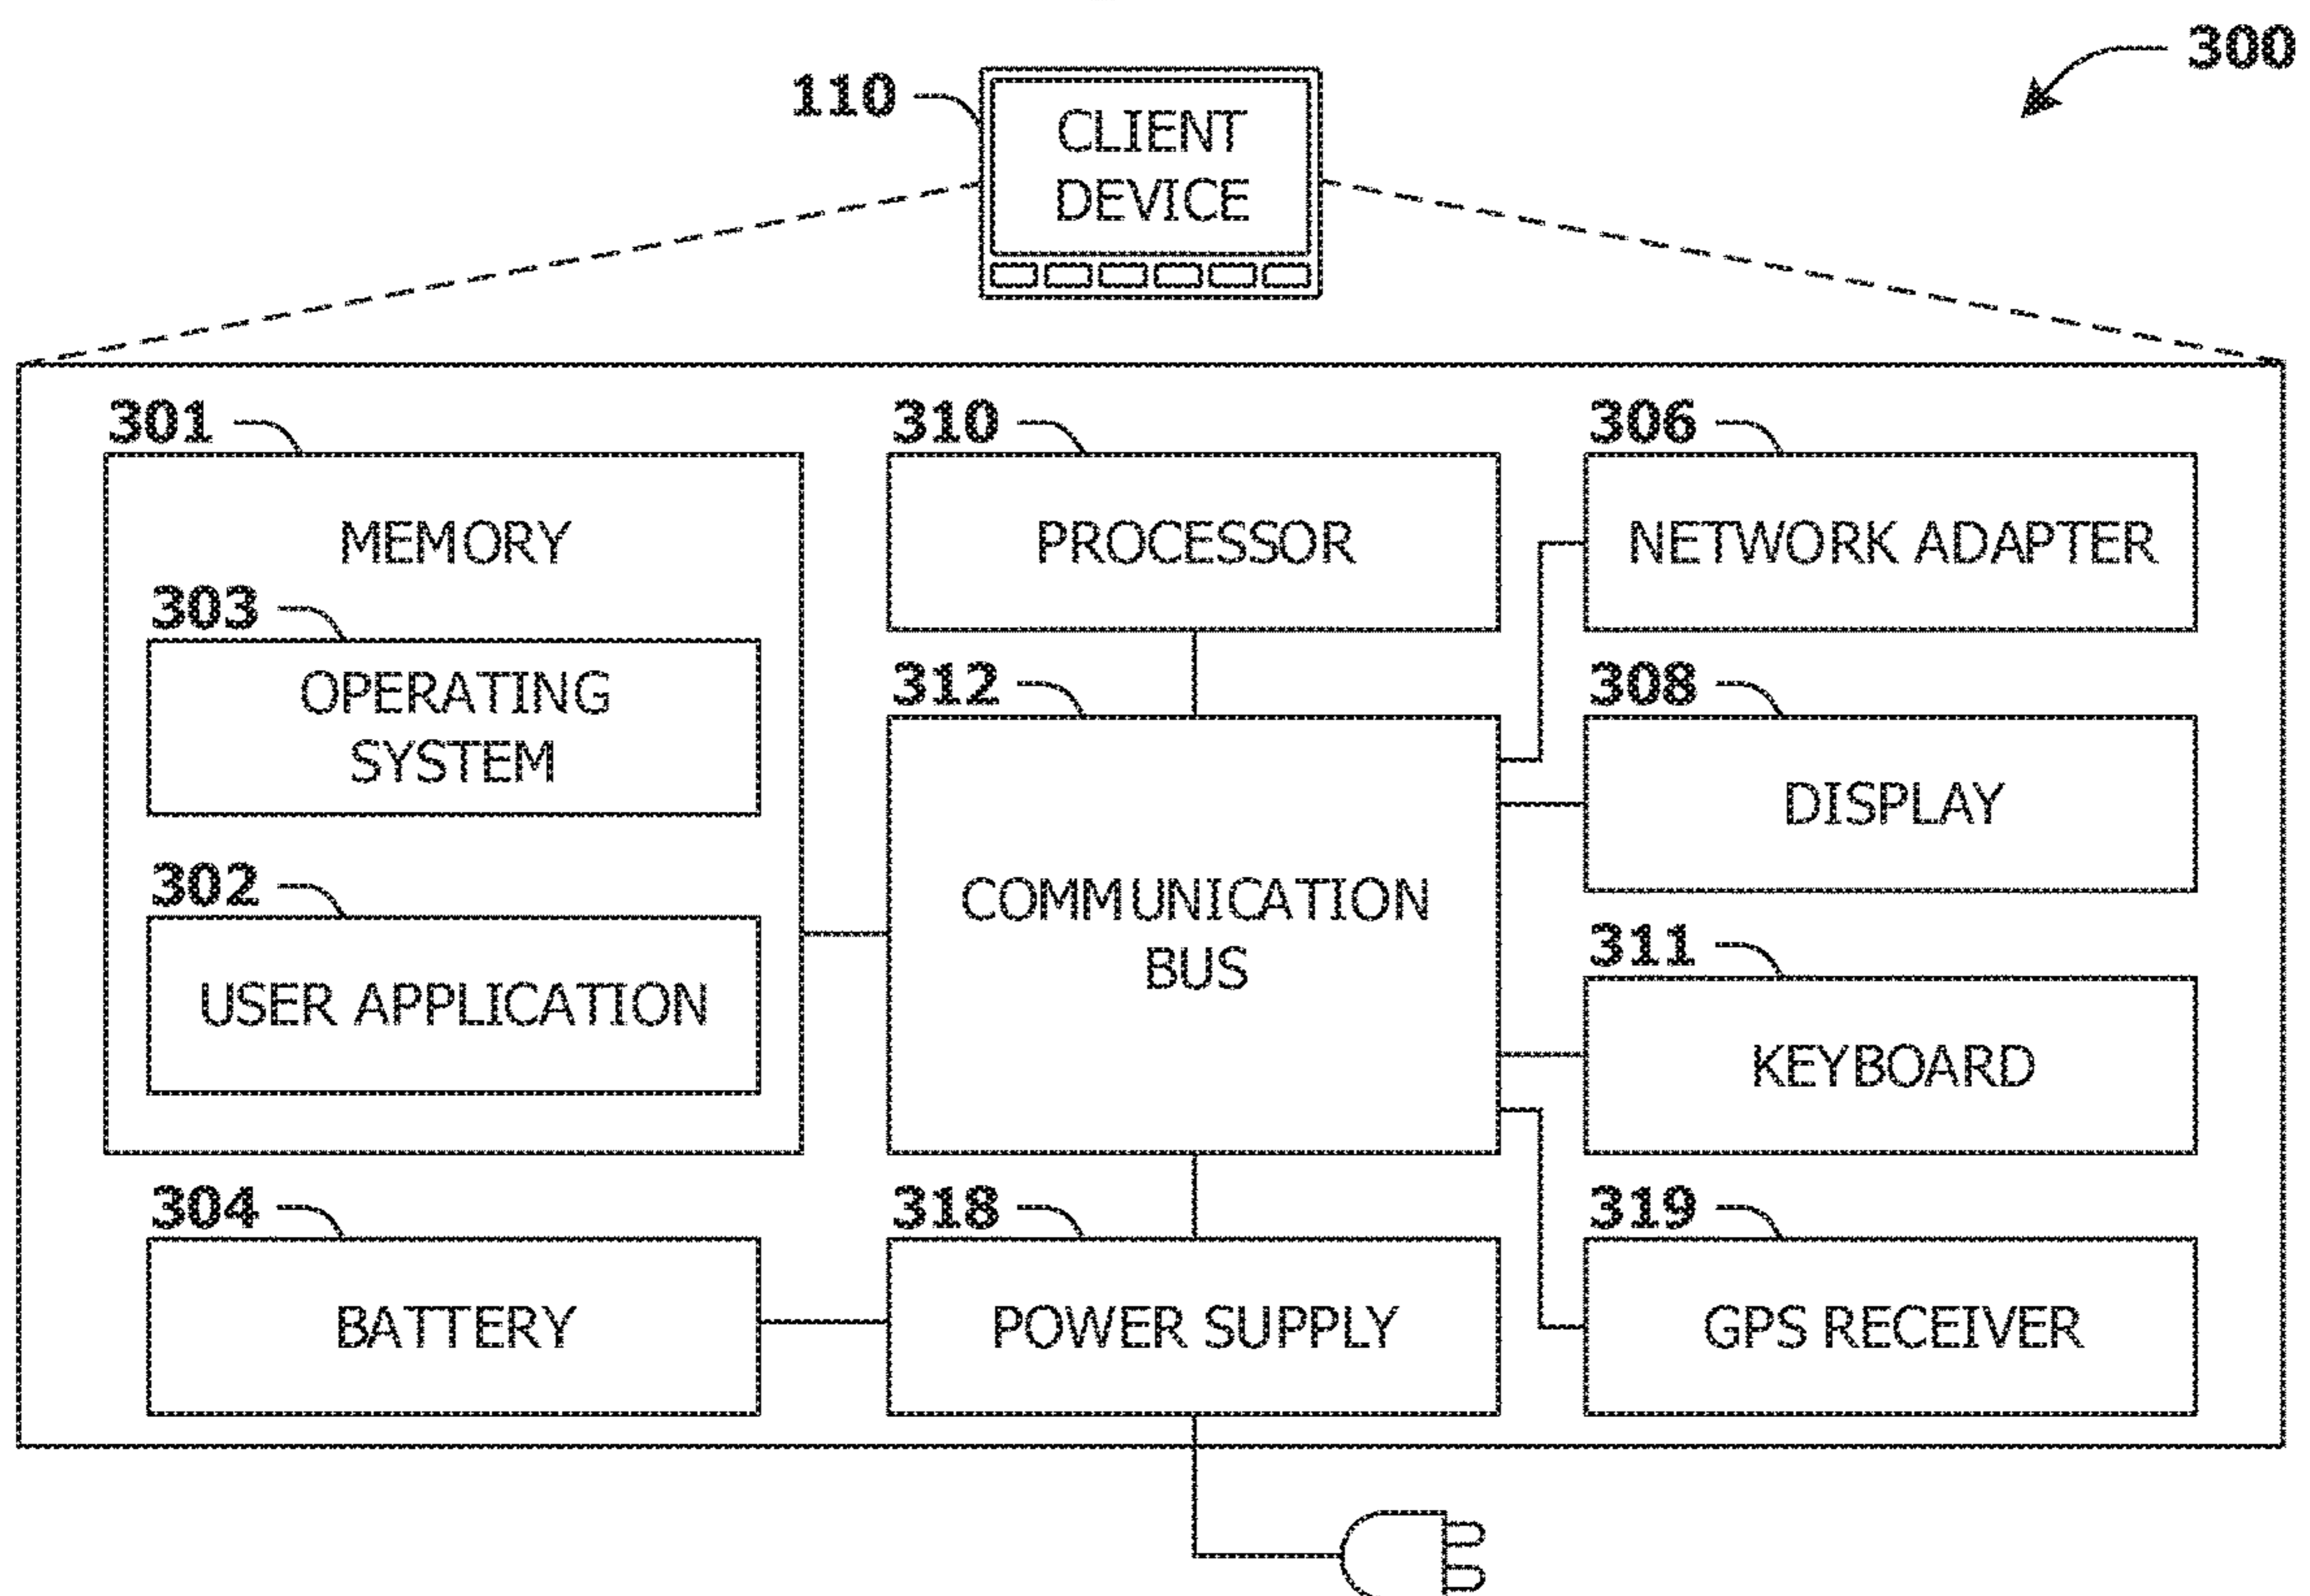 300
110
CLIENT
DEVICE
301
MEMORY
303
OPERATING
SYSTEM
302
USER APPLICATION
304
BATTERY
310
PROCESSOR
312
COMMUNICATION
BUS
318
POWER SUPPLY
306
NETWORK ADAPTER
308
DISPLAY
311
KEYBOARD
319
GPS RECEIVER